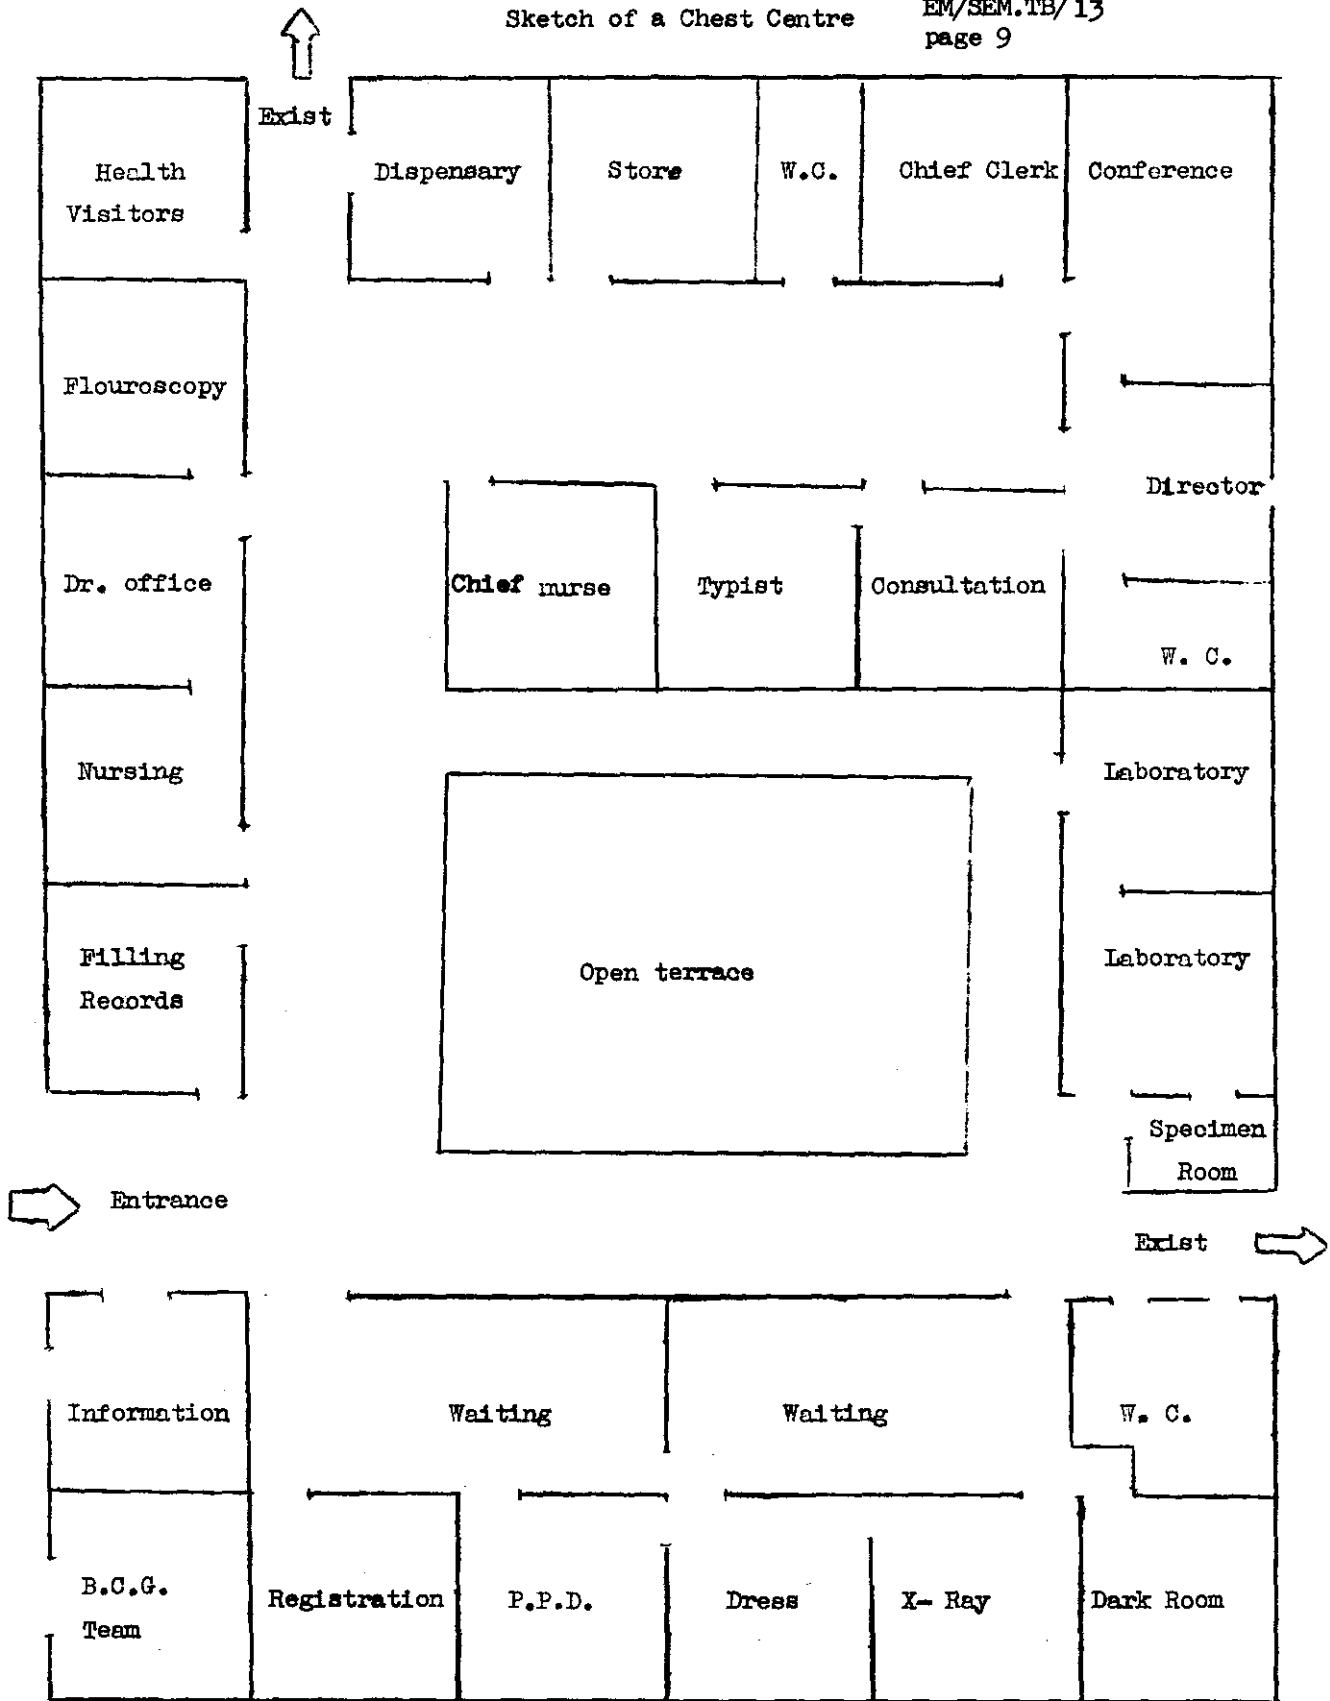 Sketch of a Chest Centre
EM/SEM.TB/13
page 9
Exist
Health
Visitors
Dispensary
Store
W.C.
Chief Clerk
Conference
Flouroscopy
Director
Dr. office
Chief nurse
Typist
Consultation
W. C.
Nursing
Laboratory
Filling
Records
Open terrace
Laboratory
Specimen
Room
Entrance
Exist
Information
Waiting
Waiting
W. C.
B.C.G.
Team
Registration
P.P.D.
Dress
X- Ray
Dark Room